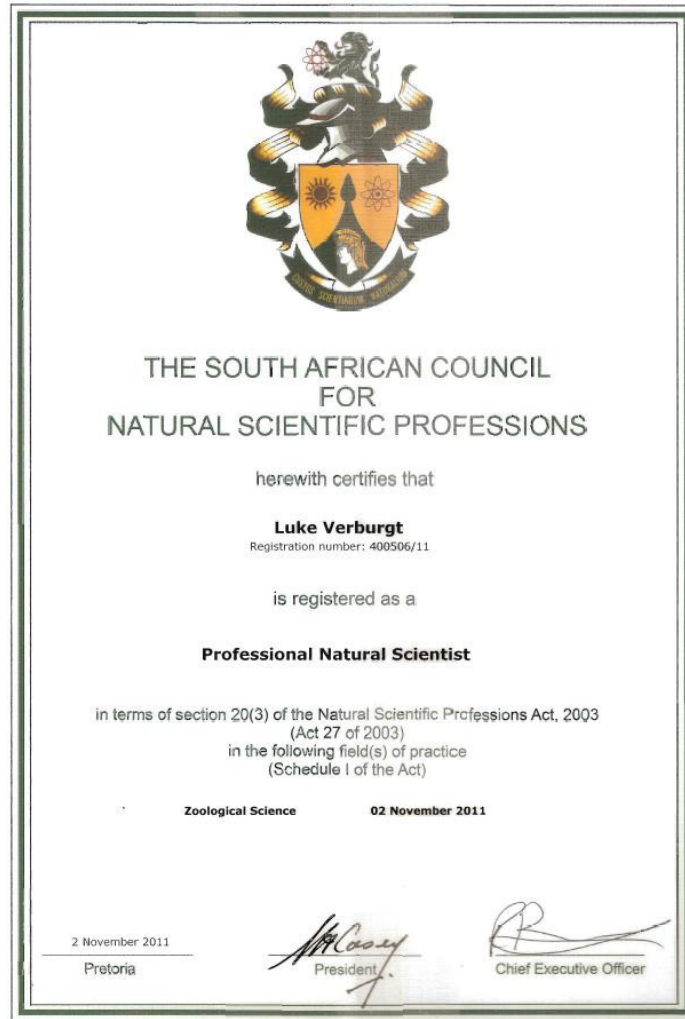 CUSTOS SCIENTIARUM NATURALIUM
THE SOUTH AFRICAN COUNCIL
FOR
NATURAL SCIENTIFIC PROFESSIONS
herewith certifies that
Luke Verburgt
Registration number: 400506/11
is registered as a
Professional Natural Scientist
in terms of section 20(3) of the Natural Scientific Professions Act, 2003
(Act 27 of 2003)
in the following field(s) of practice
(Schedule I of the Act)
Zoological Science 02 November 2011
2 November 2011
Pretoria President Chief Executive Officer